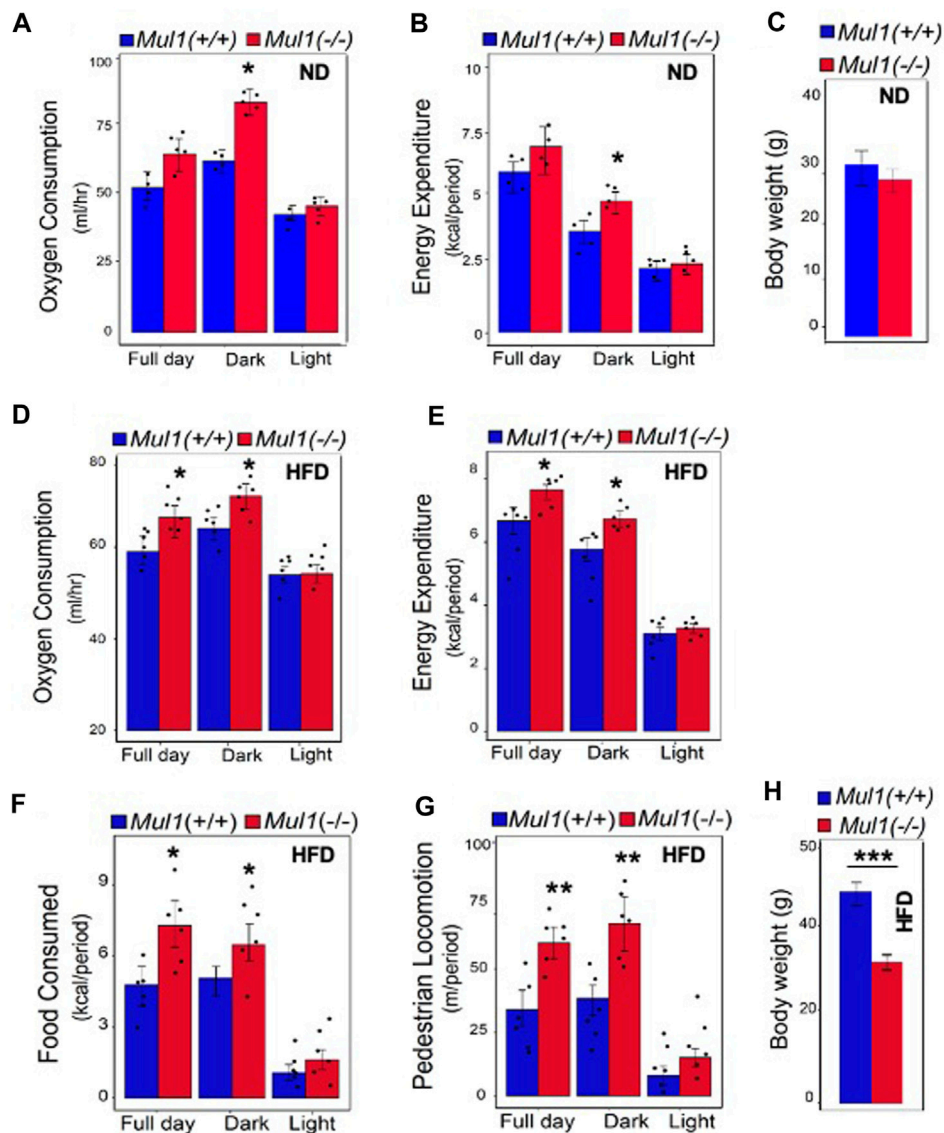 A
Mul1(+/+) Mul1(-/-)
ND
Oxygen Consumption
(ml/hr)
100
75
50
25
0
Full day Dark Light
*
B
Mul1(+/+) Mul1(-/-)
ND
Energy Expenditure
(kcal/period)
10
7.5
5
2.5
0
Full day Dark Light
*
C
Mul1(+/+)
Mul1(-/-)
ND
Body weight (g)
40
30
20
10
0
D
Mul1(+/+) Mul1(-/-)
HFD
Oxygen Consumption
(ml/hr)
80
60
40
20
Full day Dark Light
* *
E
Mul1(+/+) Mul1(-/-)
HFD
Energy Expenditure
(kcal/period)
8
6
4
2
0
Full day Dark Light
* *
F
Mul1(+/+) Mul1(-/-)
HFD
Food Consumed
(kcal/period)
9
6
3
0
Full day Dark Light
* *
G
Mul1(+/+) Mul1(-/-)
HFD
Pedestrian Locomotion
(m/period)
100
75
50
25
0
Full day Dark Light
** **
H
Mul1(+/+)
Mul1(-/-)
***
HFD
Body weight (g)
50
40
30
20
10
0